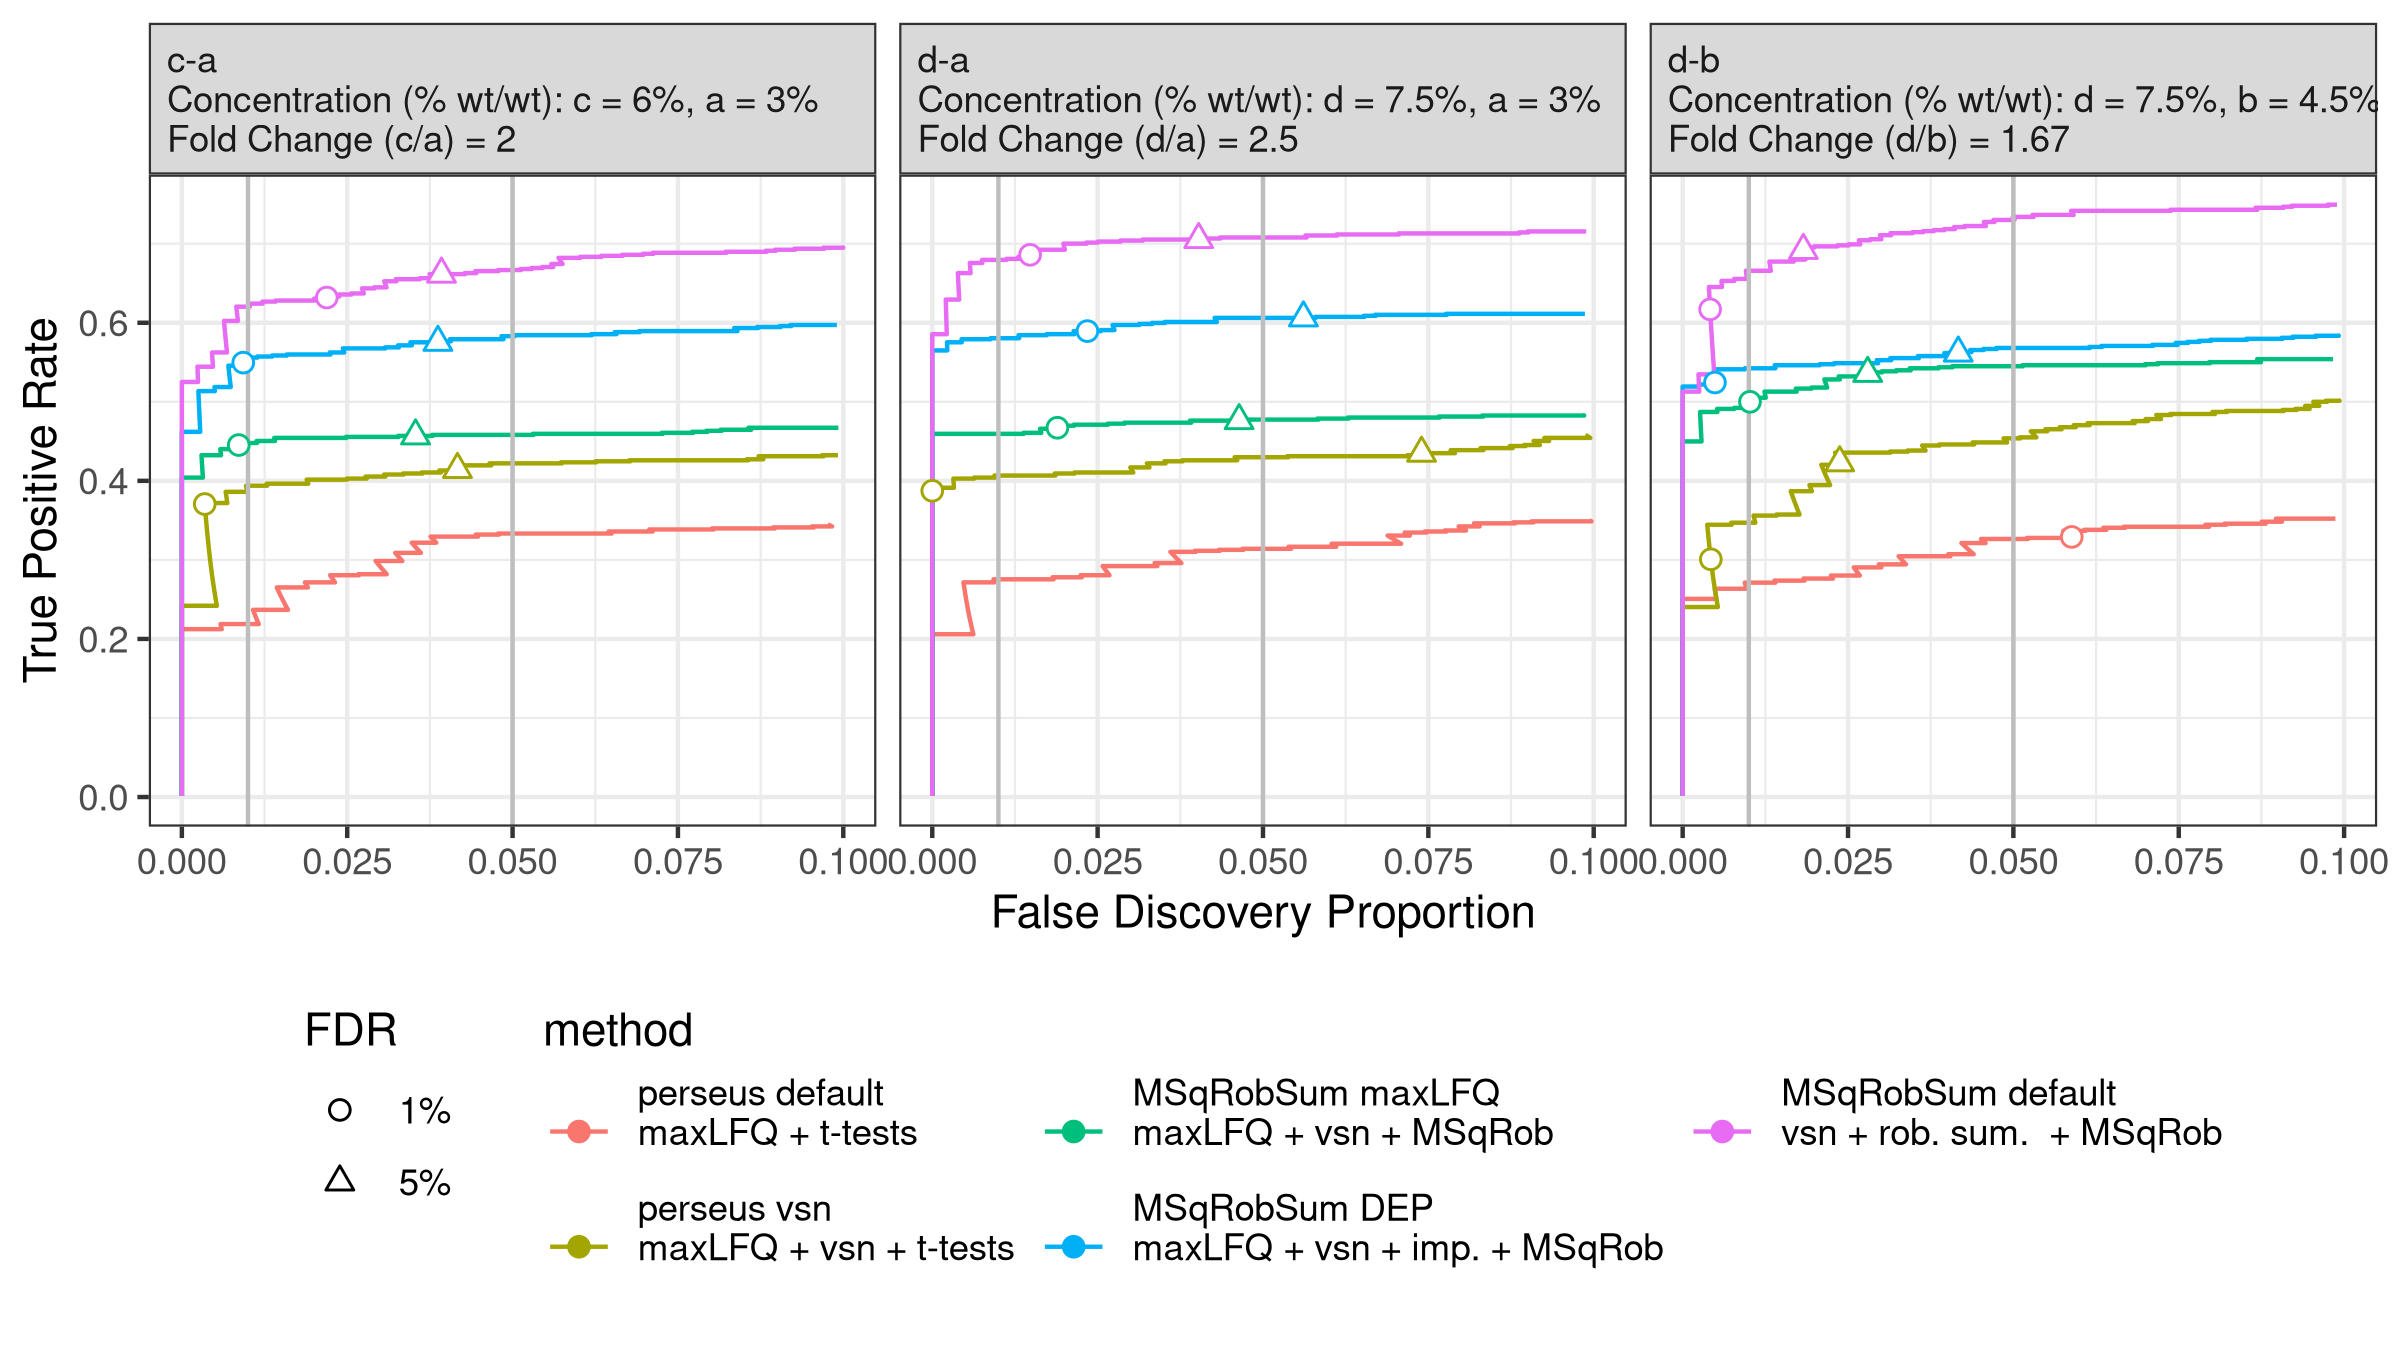 c-a
Concentration (% wt/wt): c = 6%, a = 3%
Fold Change (c/a) = 2
d-a
Concentration (% wt/wt): d = 7.5%, a = 3%
Fold Change (d/a) = 2.5
d-b
Concentration (% wt/wt): d = 7.5%, b = 4.5%
Fold Change (d/b) = 1.67
True Positive Rate
0.6
0.4
0.2
0.0
0.000 0.025 0.050 0.075 0.100
0.000 0.025 0.050 0.075 0.100
0.000 0.025 0.050 0.075 0.100
False Discovery Proportion
FDR
1%
5%
method
perseus default
maxLFQ + t-tests
perseus vsn
maxLFQ + vsn + t-tests
MSqRobSum maxLFQ
maxLFQ + vsn + MSqRob
MSqRobSum DEP
maxLFQ + vsn + imp. + MSqRob
MSqRobSum default
vsn + rob. sum.  + MSqRob